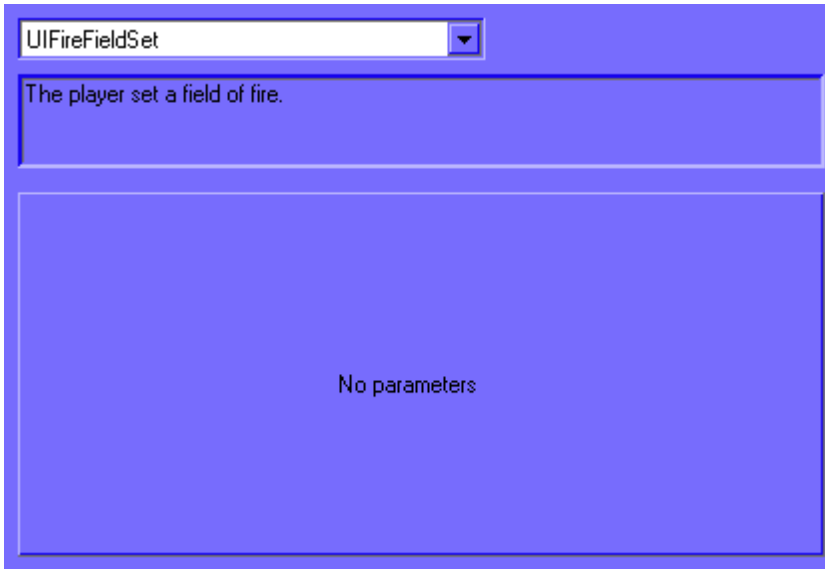 UIFireFieldSet
The player set a field of fire.
No parameters